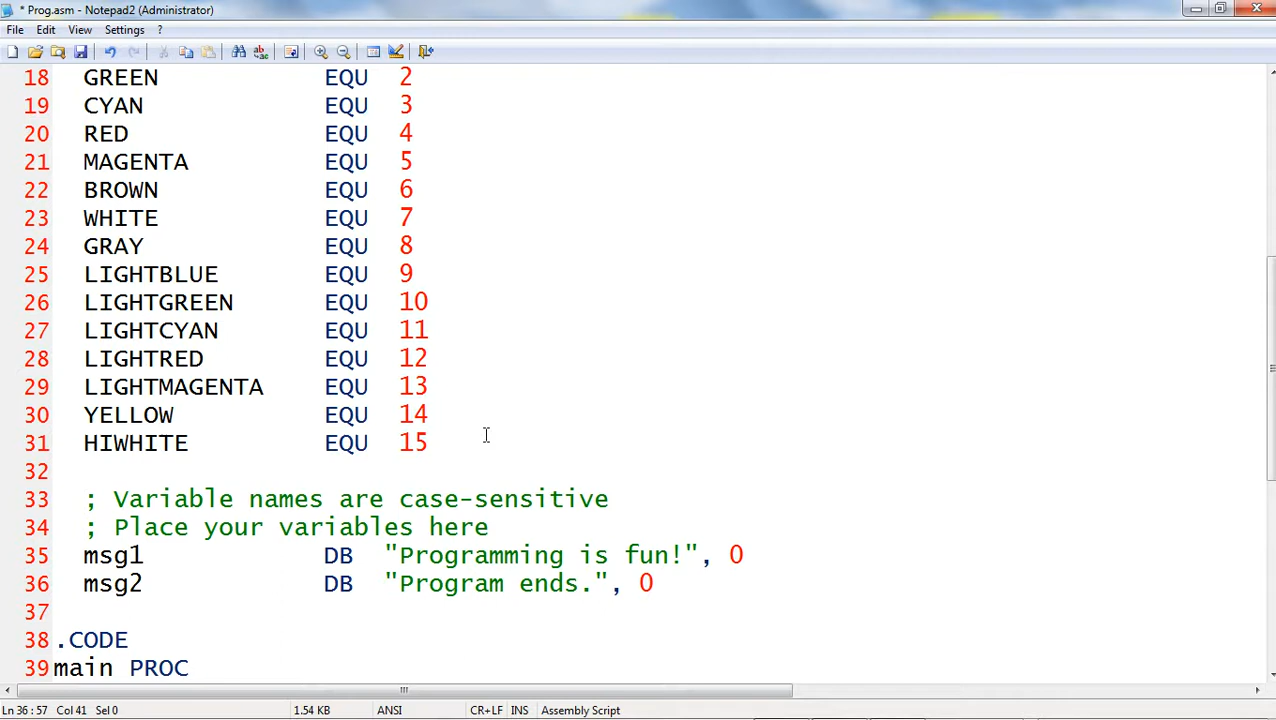 * Prog.asm - Notepad2 (Administrator)
File Edit View Settings ?
18 GREEN EQU 2
19 CYAN EQU 3
20 RED EQU 4
21 MAGENTA EQU 5
22 BROWN EQU 6
23 WHITE EQU 7
24 GRAY EQU 8
25 LIGHTBLUE EQU 9
26 LIGHTGREEN EQU 10
27 LIGHTCYAN EQU 11
28 LIGHTRED EQU 12
29 LIGHTMAGENTA EQU 13
30 YELLOW EQU 14
31 HIWHITE EQU 15
32
33 ; Variable names are case-sensitive
34 ; Place your variables here
35 msg1 DB "Programming is fun!", 0
36 msg2 DB "Program ends.", 0
37
38 .CODE
39 main PROC
Ln 36 : 57 Col 41 Sel 0 1.54 KB ANSI CR+LF INS Assembly Script